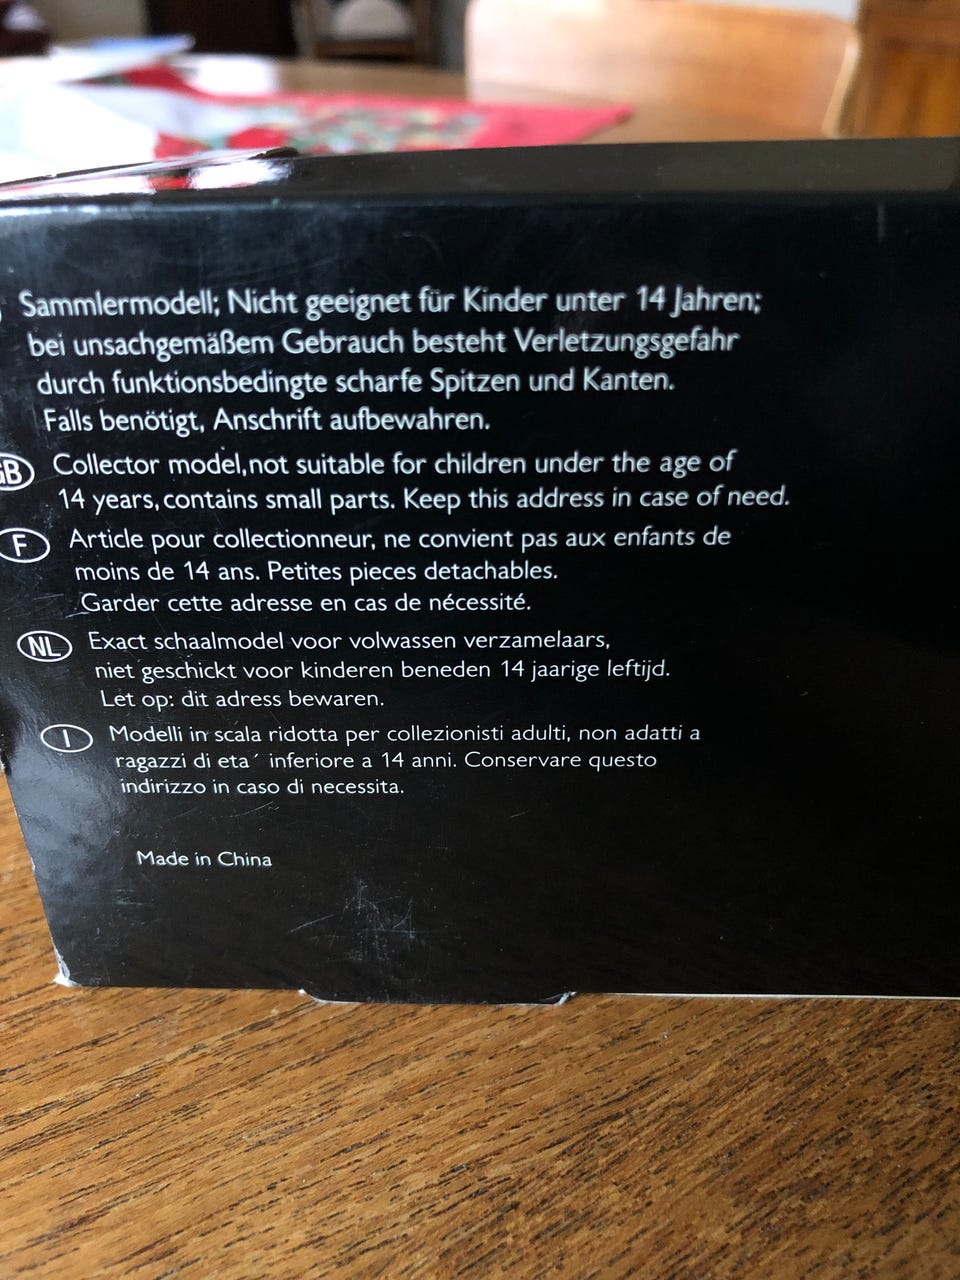 Sammlermodell; Nicht geeignet für Kinder unter 14 Jahren;
bei unsachgemäßem Gebrauch besteht Verletzungsgefahr
durch funktionsbedingte scharfe Spitzen und Kanten.
Falls benötigt, Anschrift aufbewahren.
GB Collector model, not suitable for children under the age of
14 years, contains small parts. Keep this address in case of need.
F Article pour collectionneur, ne convient pas aux enfants de
moins de 14 ans. Petites pieces detachables.
Garder cette adresse en cas de nécessité.
NL Exact schaalmodel voor volwassen verzamelaars,
niet geschickt voor kinderen beneden 14 jaarige leftijd.
Let op: dit adress bewaren.
I Modelli in scala ridotta per collezionisti adulti, non adatti a
ragazzi di eta´ inferiore a 14 anni. Conservare questo
indirizzo in caso di necessita.
Made in China